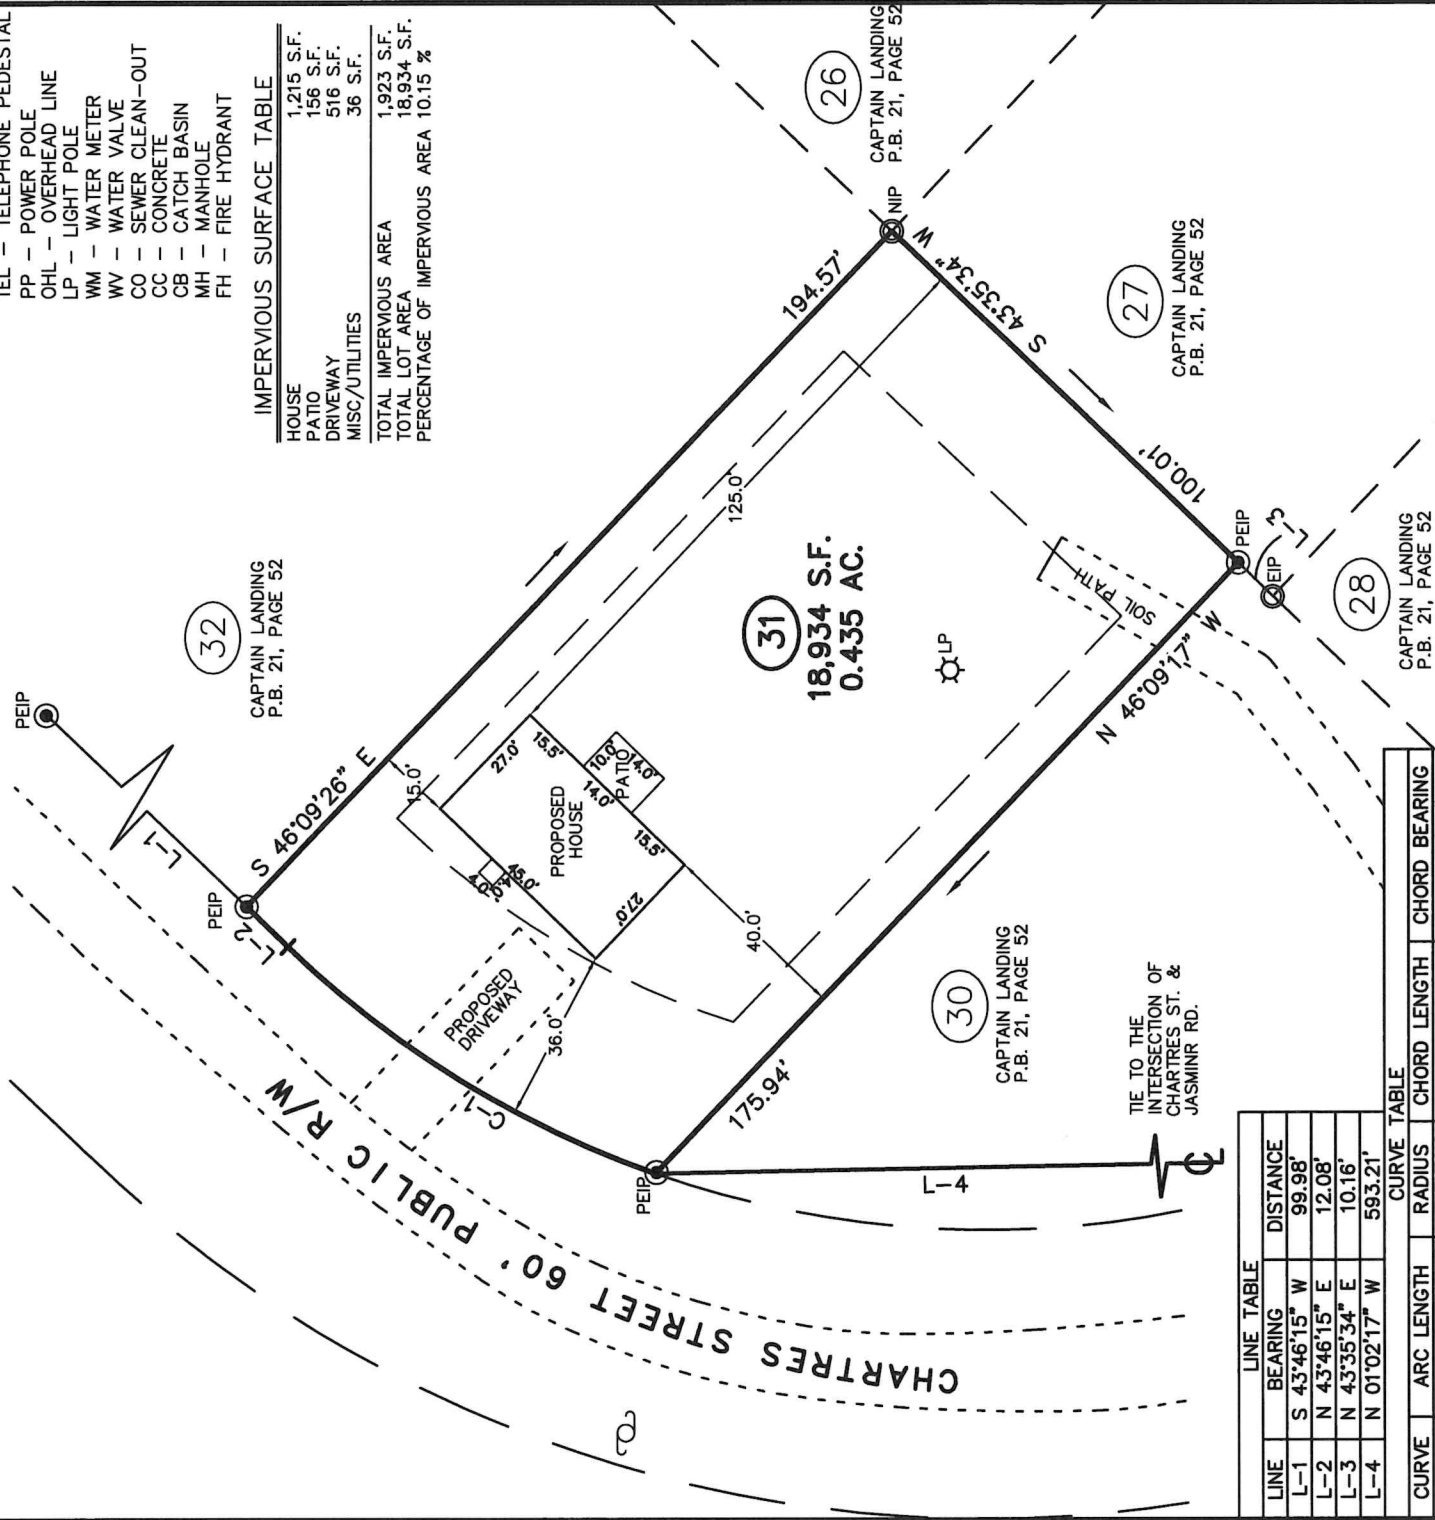 TEL – TELEPHONE PEDESTAL
PP – POWER POLE
OHL – OVERHEAD LINE
LP – LIGHT POLE
WM – WATER METER
WV – WATER VALVE
CO – SEWER CLEAN-OUT
CC – CONCRETE
CB – CATCH BASIN
MH – MANHOLE
FH – FIRE HYDRANT
IMPERVIOUS SURFACE TABLE
HOUSE 1,215 S.F.
PATIO 156 S.F.
DRIVEWAY 516 S.F.
MISC/UTILITIES 36 S.F.
TOTAL IMPERVIOUS AREA 1,923 S.F.
TOTAL LOT AREA 18,934 S.F.
PERCENTAGE OF IMPERVIOUS AREA 10.15 %
26
CAPTAIN LANDING
P.B. 21, PAGE 52
NIP
27
CAPTAIN LANDING
P.B. 21, PAGE 52
28
CAPTAIN LANDING
P.B. 21, PAGE 52
32
CAPTAIN LANDING
P.B. 21, PAGE 52
30
CAPTAIN LANDING
P.B. 21, PAGE 52
31
18,934 S.F.
0.435 AC.
PEIP
L-1
PEIP
L-2
S 46°09'26" E
194.57'
S 43°35'34" W
100.01'
PEIP
L-3
EIP
N 46°09'17" W
175.94'
PEIP
L-4
C-1
15.0'
125.0'
40.0'
36.0'
27.0'
15.5'
10.0'
14.0'
14.0'
PATIO
15.5'
27.0'
45.0'
4.0'
PROPOSED
HOUSE
PROPOSED
DRIVEWAY
SOIL PATH
LP
CHARTRES STREET 60' PUBLIC R/W
TIE TO THE
INTERSECTION OF
CHARTRES ST. &
JASMINR RD.
LINE TABLE
LINE BEARING DISTANCE
L-1 S 43°46'15" W 99.98'
L-2 N 43°46'15" E 12.08'
L-3 N 43°35'34" E 10.16'
L-4 N 01°02'17" W 593.21'
CURVE TABLE
CURVE ARC LENGTH RADIUS CHORD LENGTH CHORD BEARING